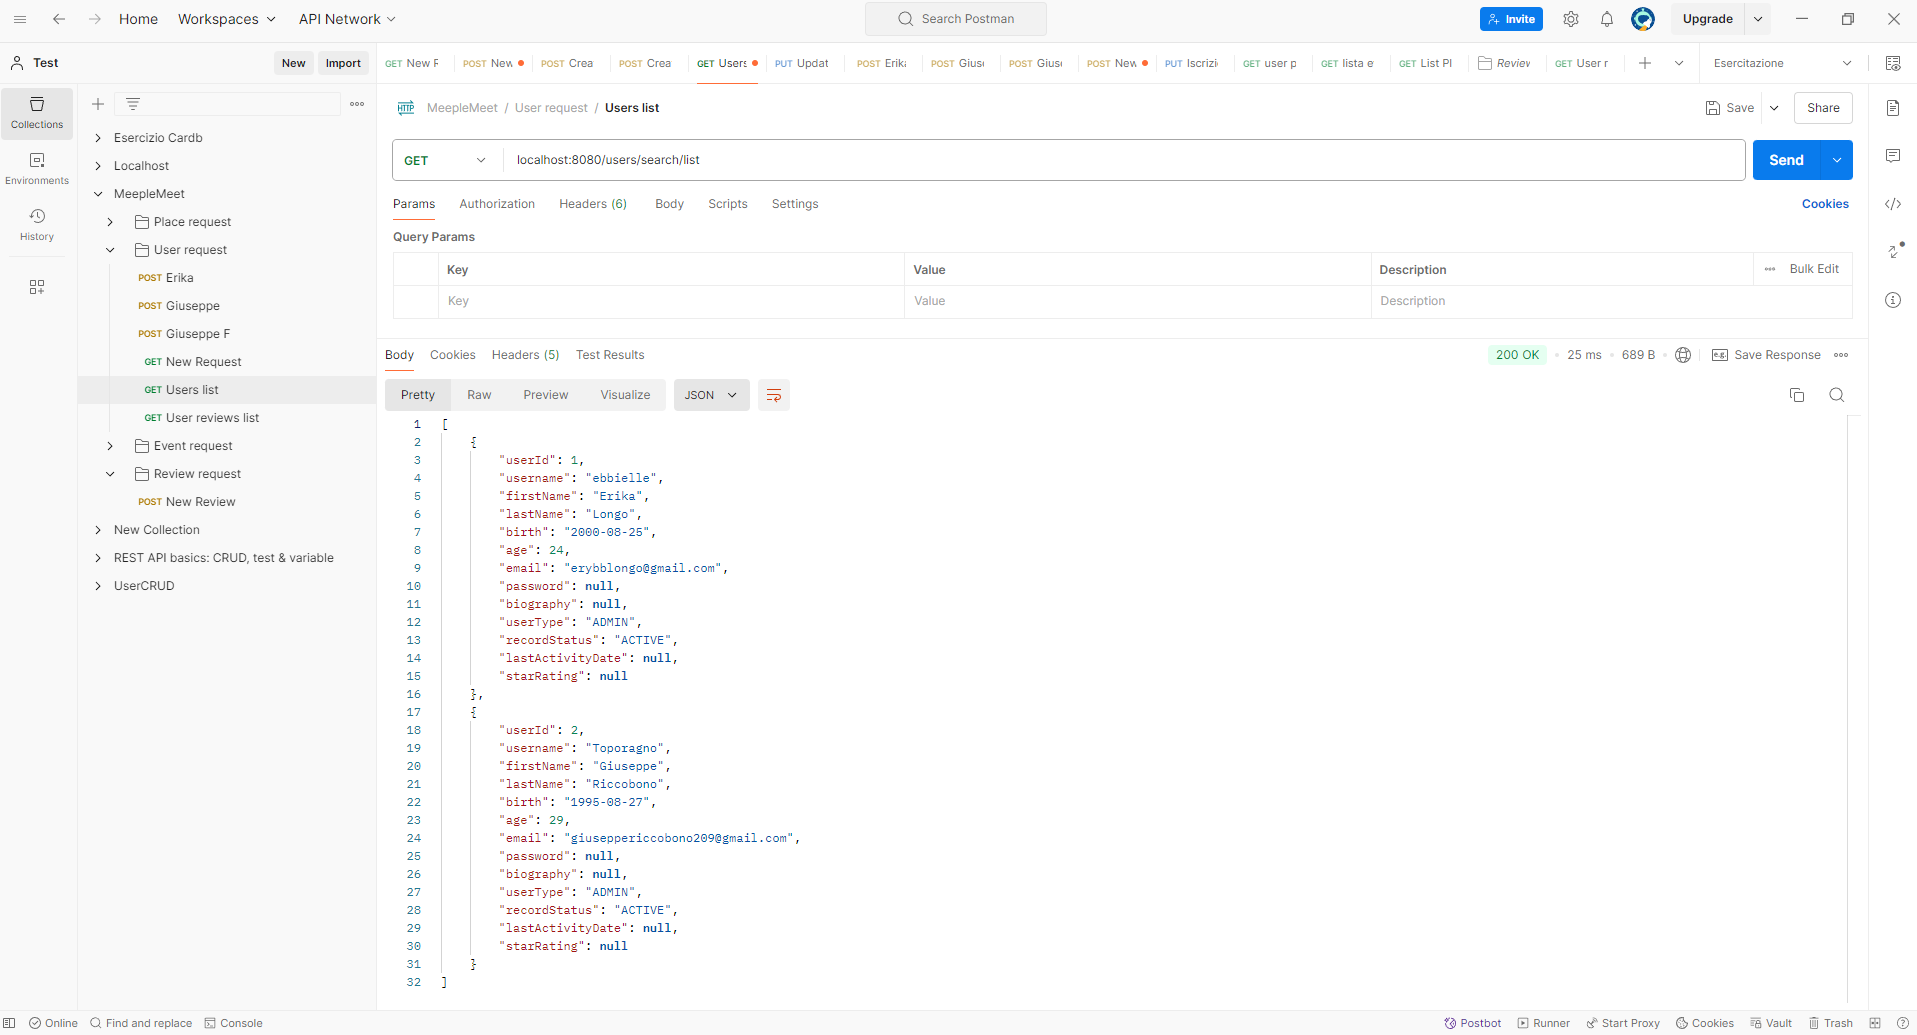 Home Workspaces API Network Search Postman Invite Upgrade
Test New Import
GET New F POST New POST Crea POST Crea GET Users PUT Updat POST Erik POST Gius POST Gius POST New PUT Iscrizi GET user p GET lista e GET List Pl Review GET User r Esercitazione
Collections
Environments
History
Esercizio Cardb
Localhost
MeepleMeet
Place request
User request
POST Erika
POST Giuseppe
POST Giuseppe F
GET New Request
GET Users list
GET User reviews list
Event request
Review request
POST New Review
New Collection
REST API basics: CRUD, test & variable
UserCRUD
HTTP MeepleMeet / User request / Users list Save Share
GET localhost:8080/users/search/list Send
Params Authorization Headers (6) Body Scripts Settings Cookies
Query Params
Key Value Description Bulk Edit
Key Value Description
Body Cookies Headers (5) Test Results 200 OK 25 ms 689 B e.g. Save Response
Pretty Raw Preview Visualize JSON
1 [
2 {
3 "userId": 1,
4 "username": "ebbielle",
5 "firstName": "Erika",
6 "lastName": "Longo",
7 "birth": "2000-08-25",
8 "age": 24,
9 "email": "erybblongo@gmail.com",
10 "password": null,
11 "biography": null,
12 "userType": "ADMIN",
13 "recordStatus": "ACTIVE",
14 "lastActivityDate": null,
15 "starRating": null
16 },
17 {
18 "userId": 2,
19 "username": "Toporagno",
20 "firstName": "Giuseppe",
21 "lastName": "Riccobono",
22 "birth": "1995-08-27",
23 "age": 29,
24 "email": "giuseppericcobono209@gmail.com",
25 "password": null,
26 "biography": null,
27 "userType": "ADMIN",
28 "recordStatus": "ACTIVE",
29 "lastActivityDate": null,
30 "starRating": null
31 }
32 ]
Online Find and replace Console Postbot Runner Start Proxy Cookies Vault Trash